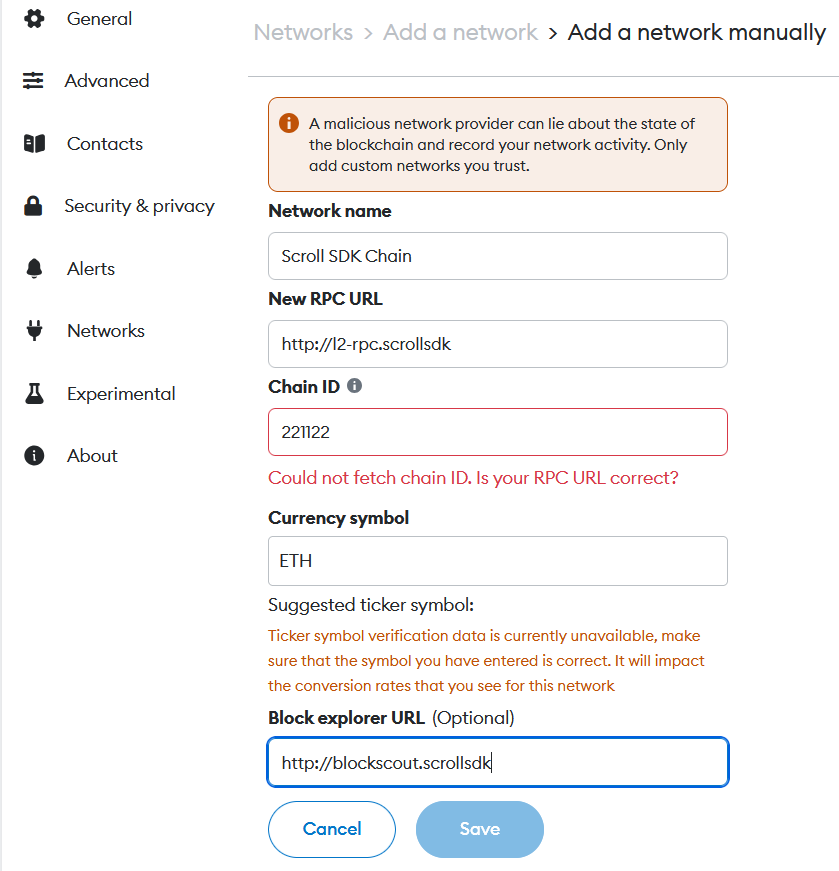 General
Advanced
Contacts
Security & privacy
Alerts
Networks
Experimental
About
Networks > Add a network > Add a network manually
A malicious network provider can lie about the state of
the blockchain and record your network activity. Only
add custom networks you trust.
Network name
Scroll SDK Chain
New RPC URL
http://l2-rpc.scrollsdk
Chain ID
221122
Could not fetch chain ID. Is your RPC URL correct?
Currency symbol
ETH
Suggested ticker symbol:
Ticker symbol verification data is currently unavailable, make
sure that the symbol you have entered is correct. It will impact
the conversion rates that you see for this network
Block explorer URL (Optional)
http://blockscout.scrollsdk
Cancel
Save